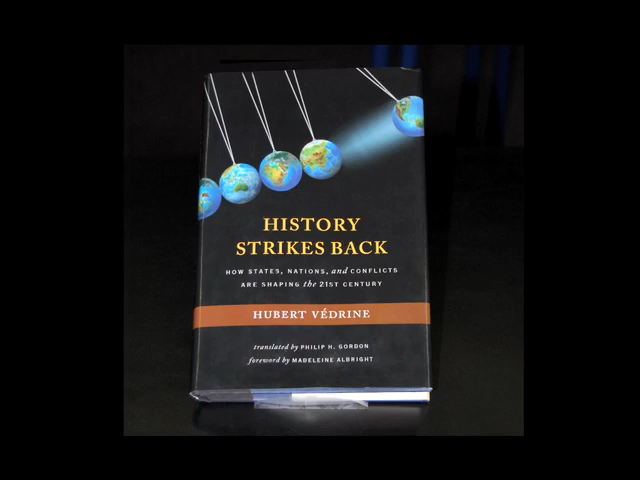 HISTORY
STRIKES BACK
HOW STATES, NATIONS, and CONFLICTS
ARE SHAPING the 21ST CENTURY
HUBERT VÉDRINE
translated by PHILIP H. GORDON
foreword by MADELEINE ALBRIGHT